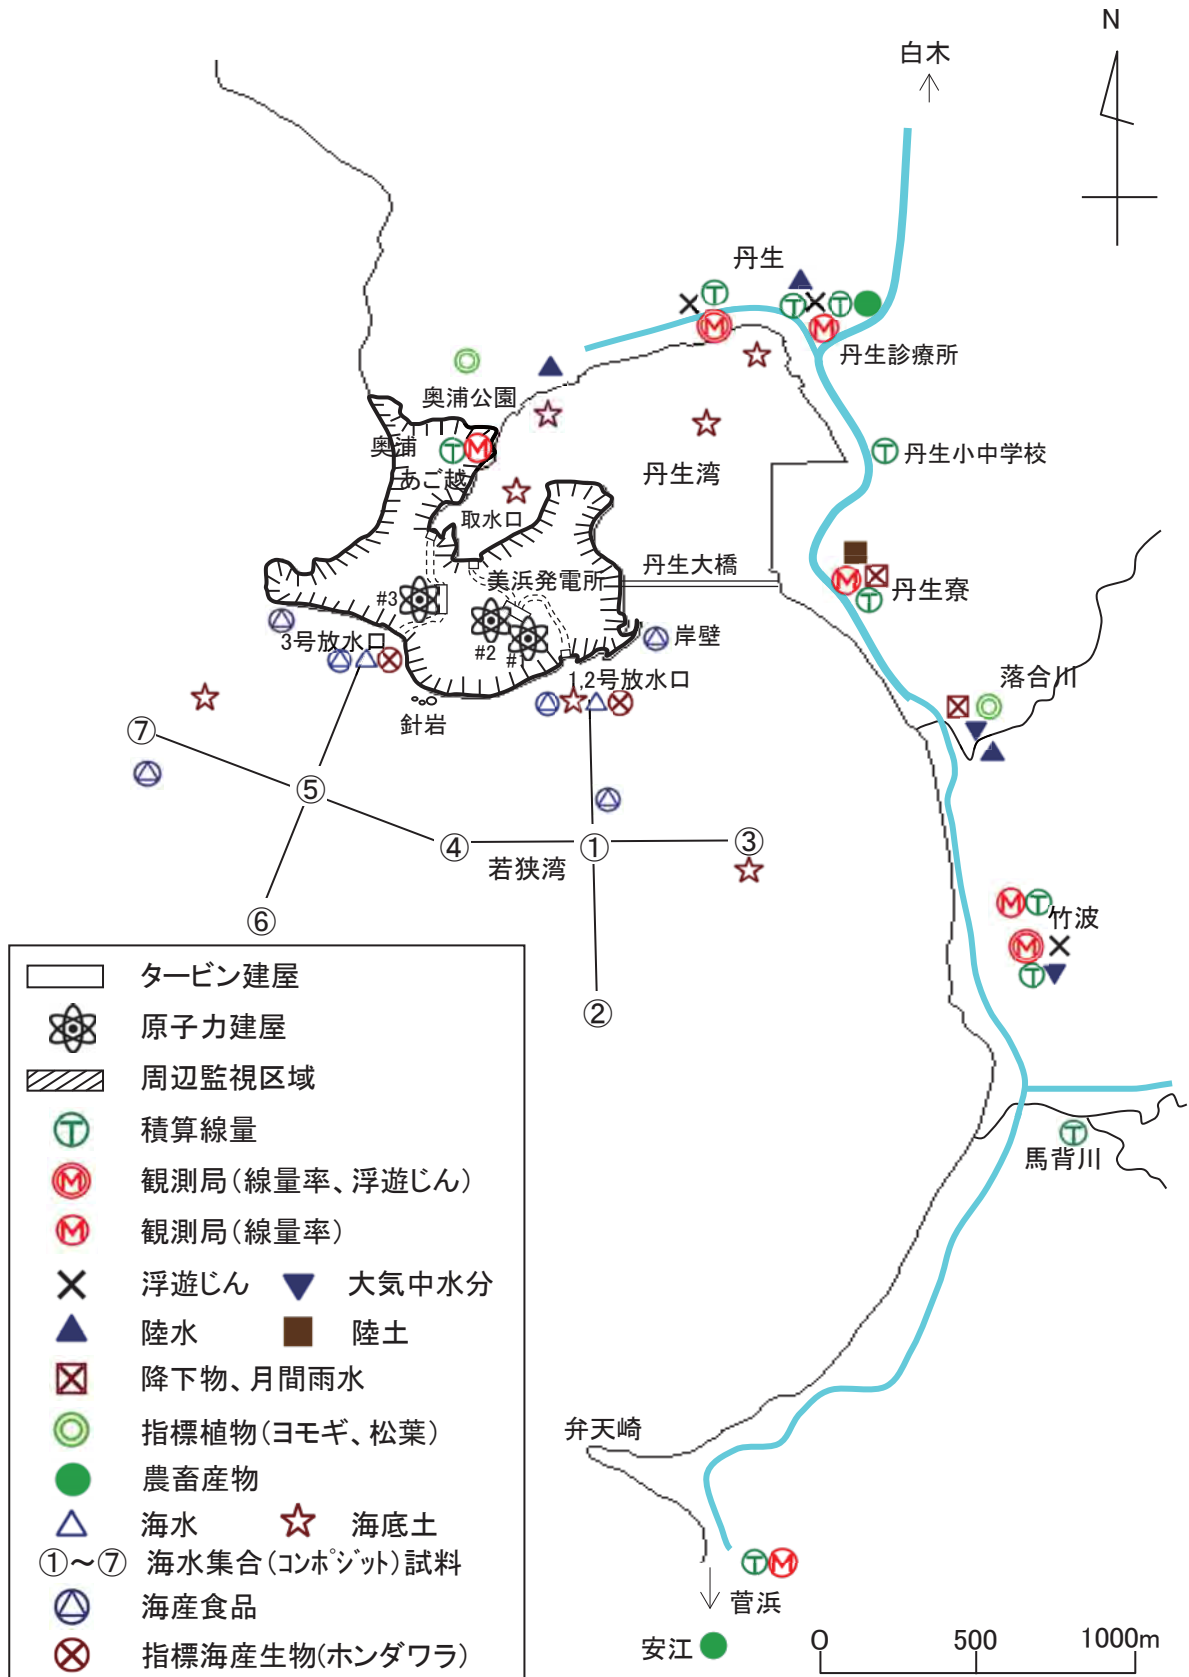 N
白木
丹生
丹生診療所
奥浦公園
奥浦
あご越
丹生湾
丹生小中学校
取水口
美浜発電所
丹生大橋
丹生寮
#3
#2
#1
3号放水口
岸壁
1,2号放水口
落合川
針岩
⑦
⑤
④
①
③
若狭湾
⑥
②
竹波
馬背川
弁天崎
菅浜
安江
タービン建屋
原子力建屋
周辺監視区域
T 積算線量
M 観測局(線量率、浮遊じん)
M 観測局(線量率)
浮遊じん 大気中水分
陸水 陸土
降下物、月間雨水
指標植物(ヨモギ、松葉)
農畜産物
海水 海底土
①～⑦ 海水集合(コンポジット)試料
海産食品
指標海産生物(ホンダワラ)
0 500 1000m